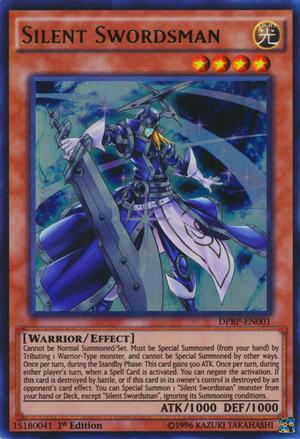 SILENT SWORDSMAN
LIGHT
光
DPRP-EN001
[WARRIOR/EFFECT]
Cannot be Normal Summoned/Set. Must be Special Summoned (from your hand) by
Tributing 1 Warrior-Type monster, and cannot be Special Summoned by other ways.
Once per turn, during the Standby Phase: This card gains 500 ATK. Once per turn, during
either player's turn, when a Spell Card is activated: You can negate the activation. If
this card is destroyed by battle, or if this card in its owner's control is destroyed by an
opponent's card effect: You can Special Summon 1 "Silent Swordsman" monster
from your hand or Deck, except "Silent Swordsman", ignoring its Summoning conditions.
ATK/1000 DEF/1000
15180041 1st Edition ©1996 KAZUKI TAKAHASHI